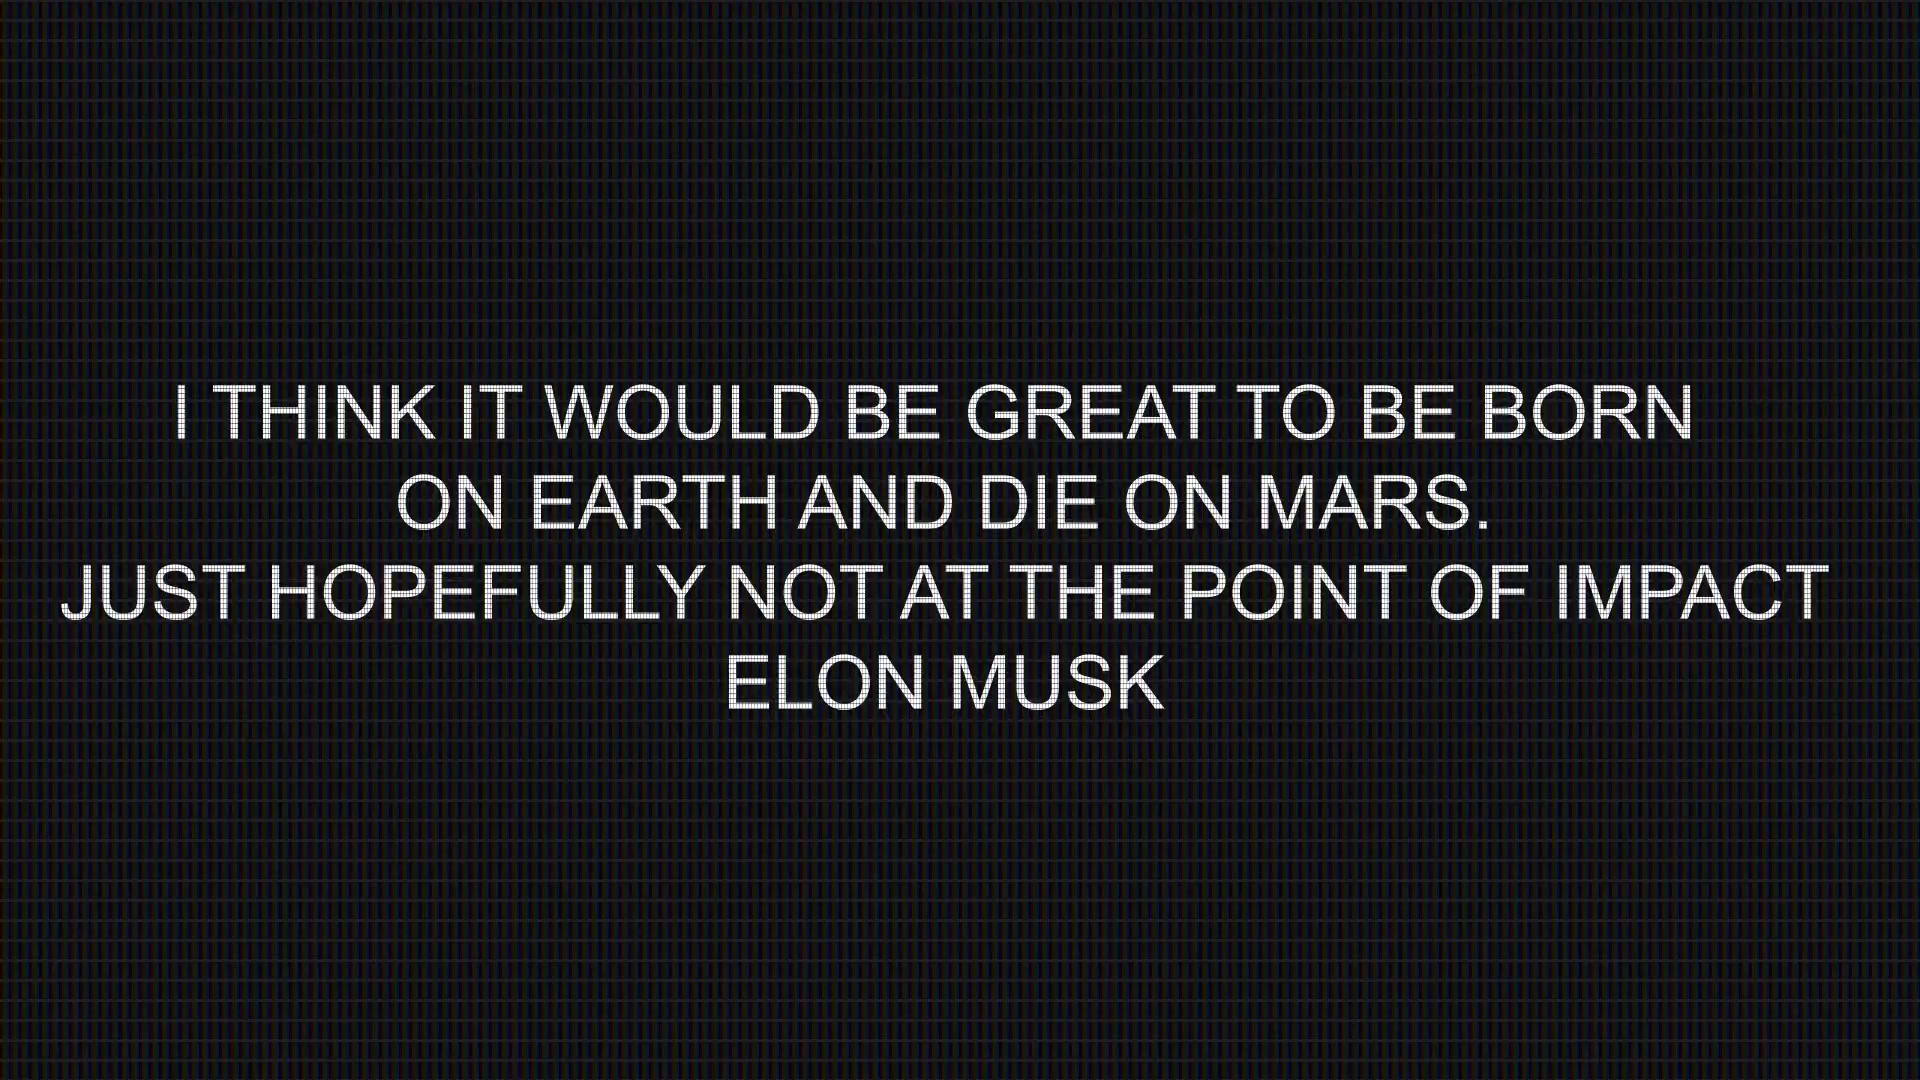 I THINK IT WOULD BE GREAT TO BE BORN
ON EARTH AND DIE ON MARS.
JUST HOPEFULLY NOT AT THE POINT OF IMPACT
ELON MUSK